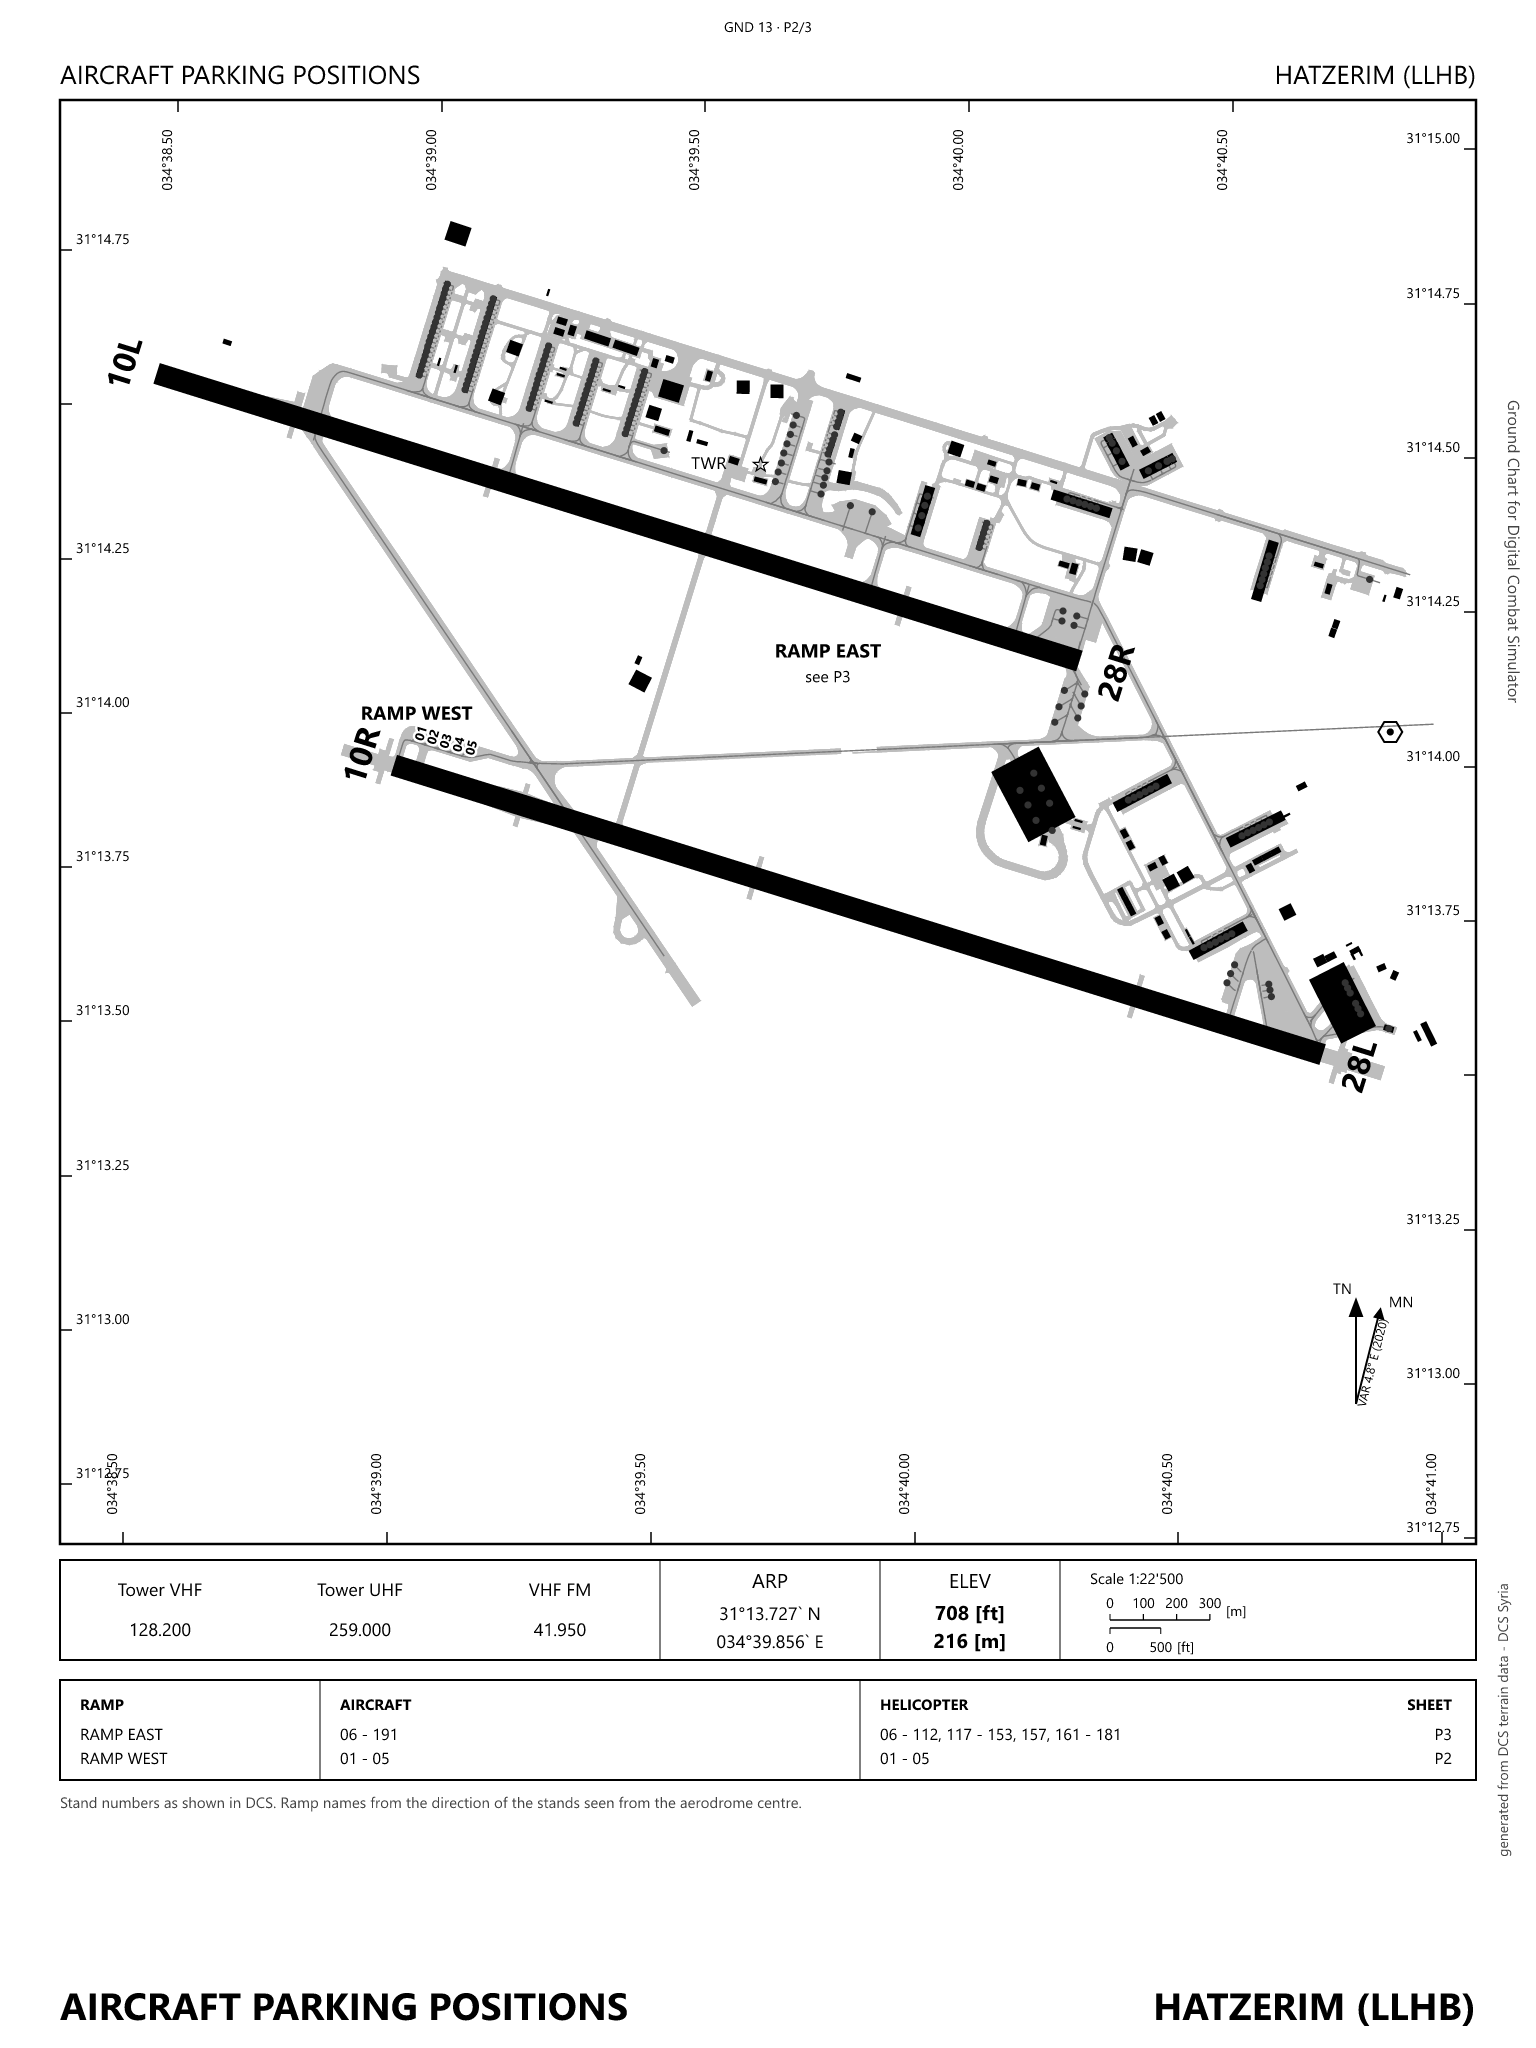 GND 13 · P2/3
AIRCRAFT PARKING POSITIONS
HATZERIM (LLHB)
034°38.50
034°39.00
034°39.50
034°40.00
034°40.50
31°15.00
31°14.75
31°14.75
31°14.50
31°14.25
31°14.25
31°14.00
31°14.00
31°13.75
31°13.75
31°13.50
31°13.25
31°13.25
31°13.00
31°13.00
31°12.75
31°12.75
10L
TWR
RAMP EAST
see P3
28R
RAMP WEST
01
02
03
04
05
10R
28L
TN
MN
VAR 4.8° E (2020)
034°38.50
034°39.00
034°39.50
034°40.00
034°40.50
034°41.00
Ground Chart for Digital Combat Simulator
Tower VHF
128.200
Tower UHF
259.000
VHF FM
41.950
ARP
31°13.727` N
034°39.856` E
ELEV
708 [ft]
216 [m]
Scale 1:22'500
0 100 200 300 [m]
0 500 [ft]
RAMP AIRCRAFT HELICOPTER SHEET
RAMP EAST 06 - 191 06 - 112, 117 - 153, 157, 161 - 181 P3
RAMP WEST 01 - 05 01 - 05 P2
Stand numbers as shown in DCS. Ramp names from the direction of the stands seen from the aerodrome centre.
generated from DCS terrain data - DCS Syria
AIRCRAFT PARKING POSITIONS
HATZERIM (LLHB)